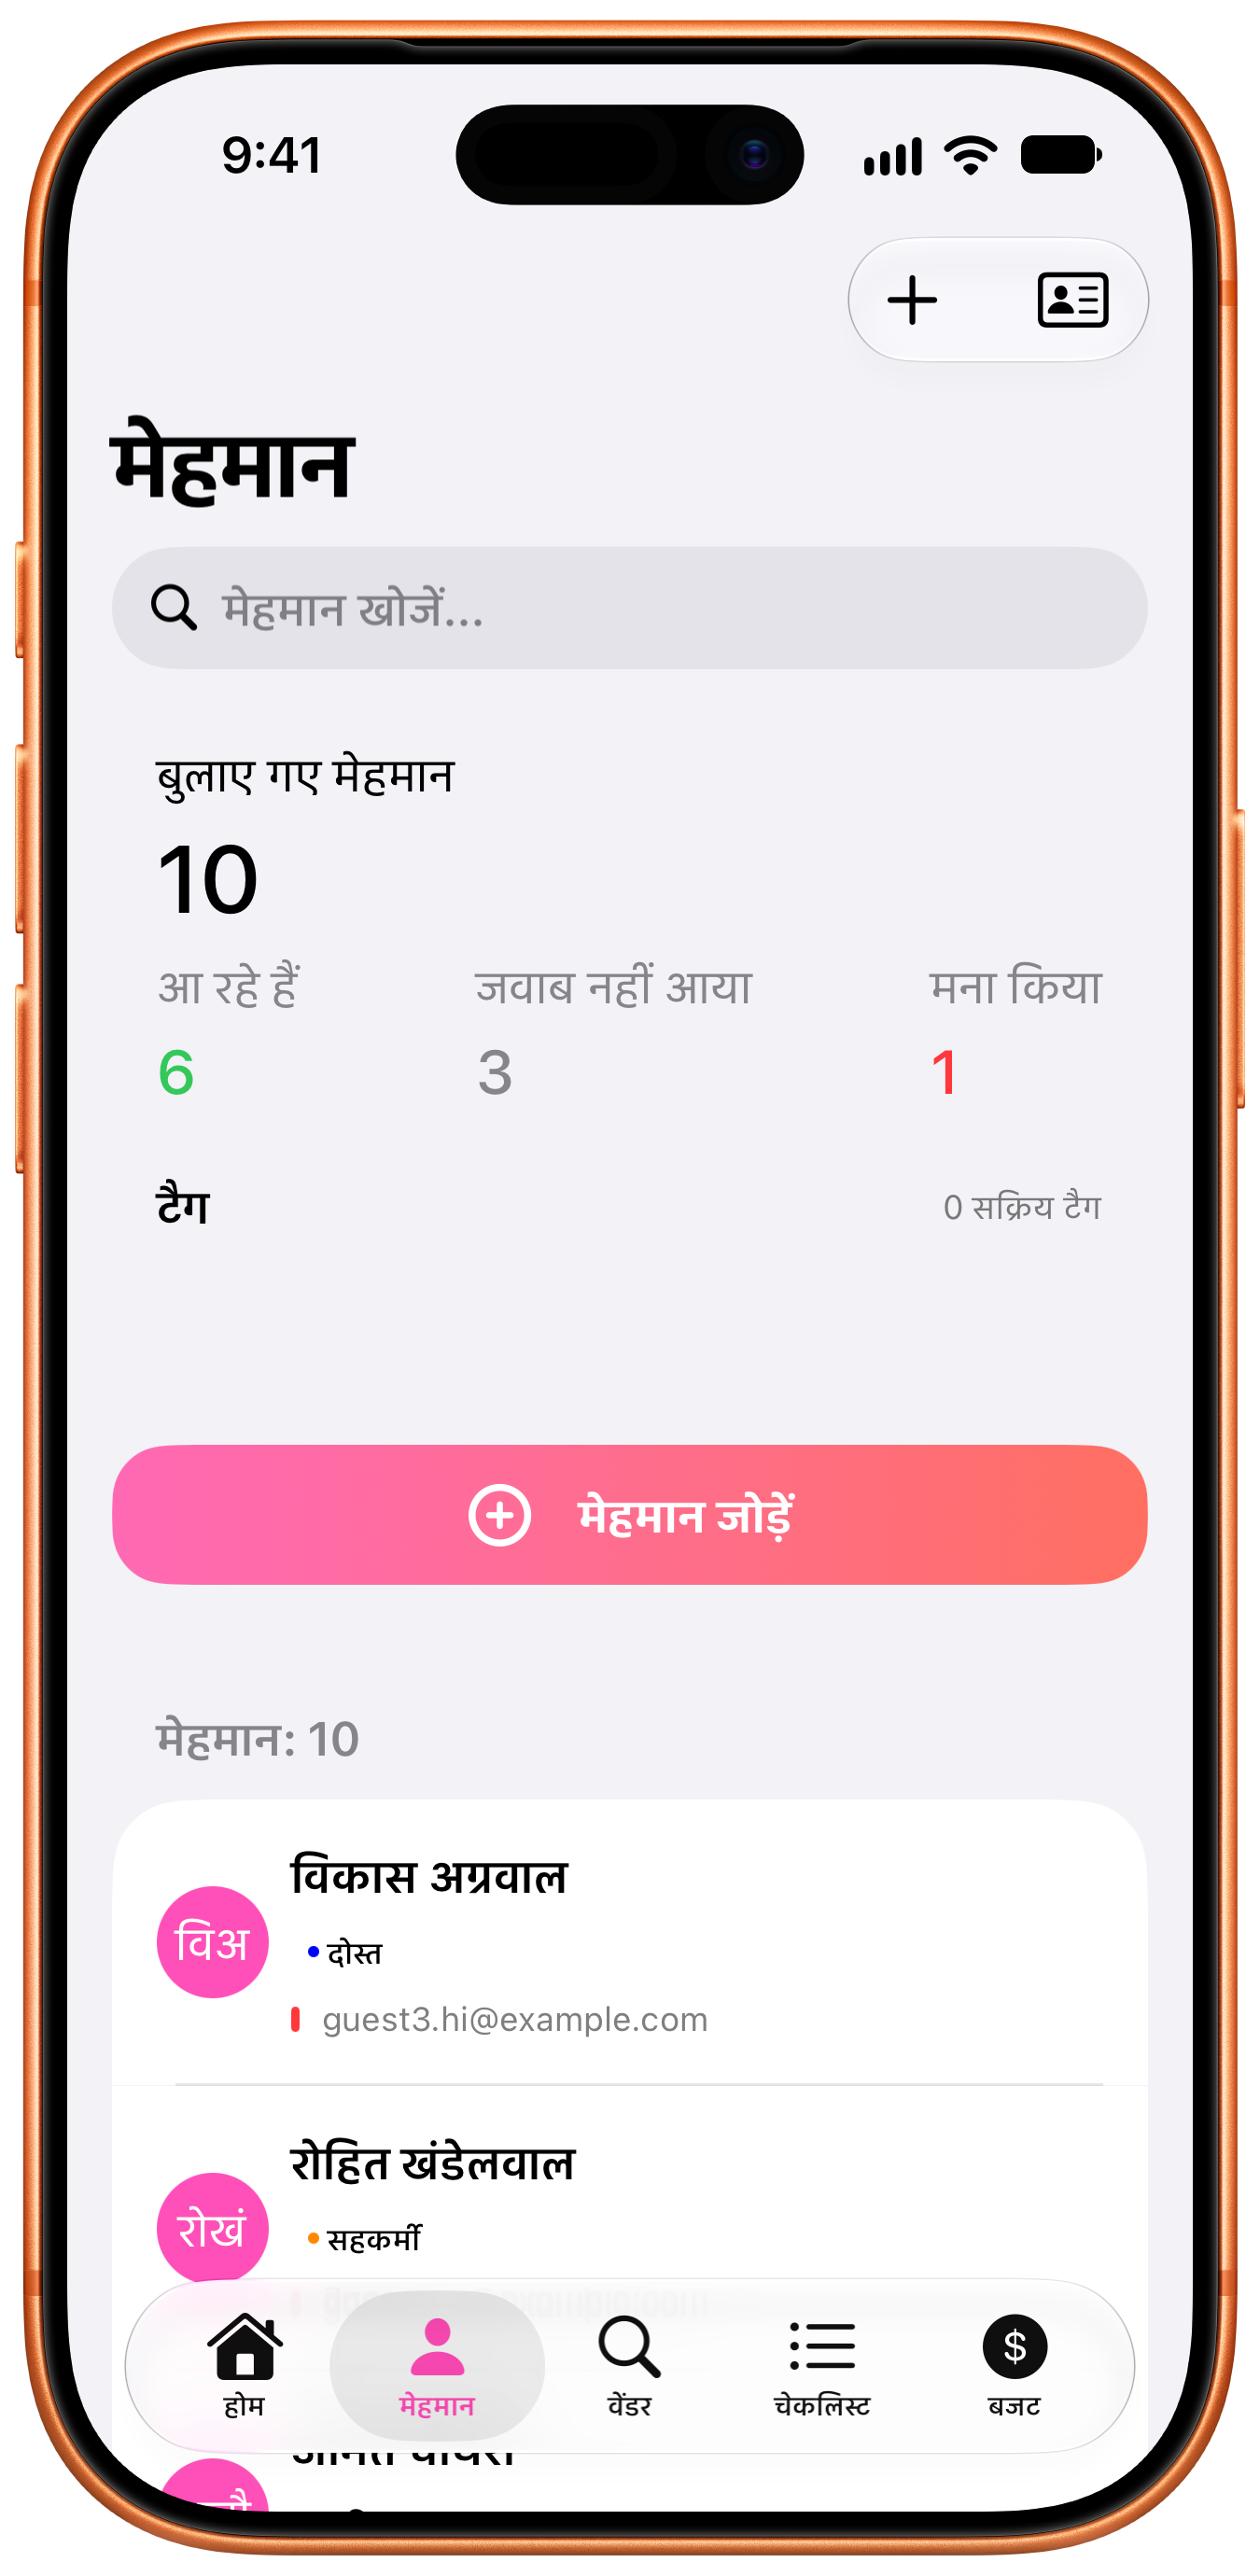 9:41
मेहमान
मेहमान खोजें...
बुलाए गए मेहमान
10
आ रहे हैं जवाब नहीं आया मना किया
6 3 1
टैग 0 सक्रिय टैग
मेहमान जोड़ें
मेहमान: 10
विकास अग्रवाल
विअ
दोस्त
guest3.hi@example.com
रोहित खंडेलवाल
रोखं
सहकर्मी
होम मेहमान वेंडर चेकलिस्ट बजट